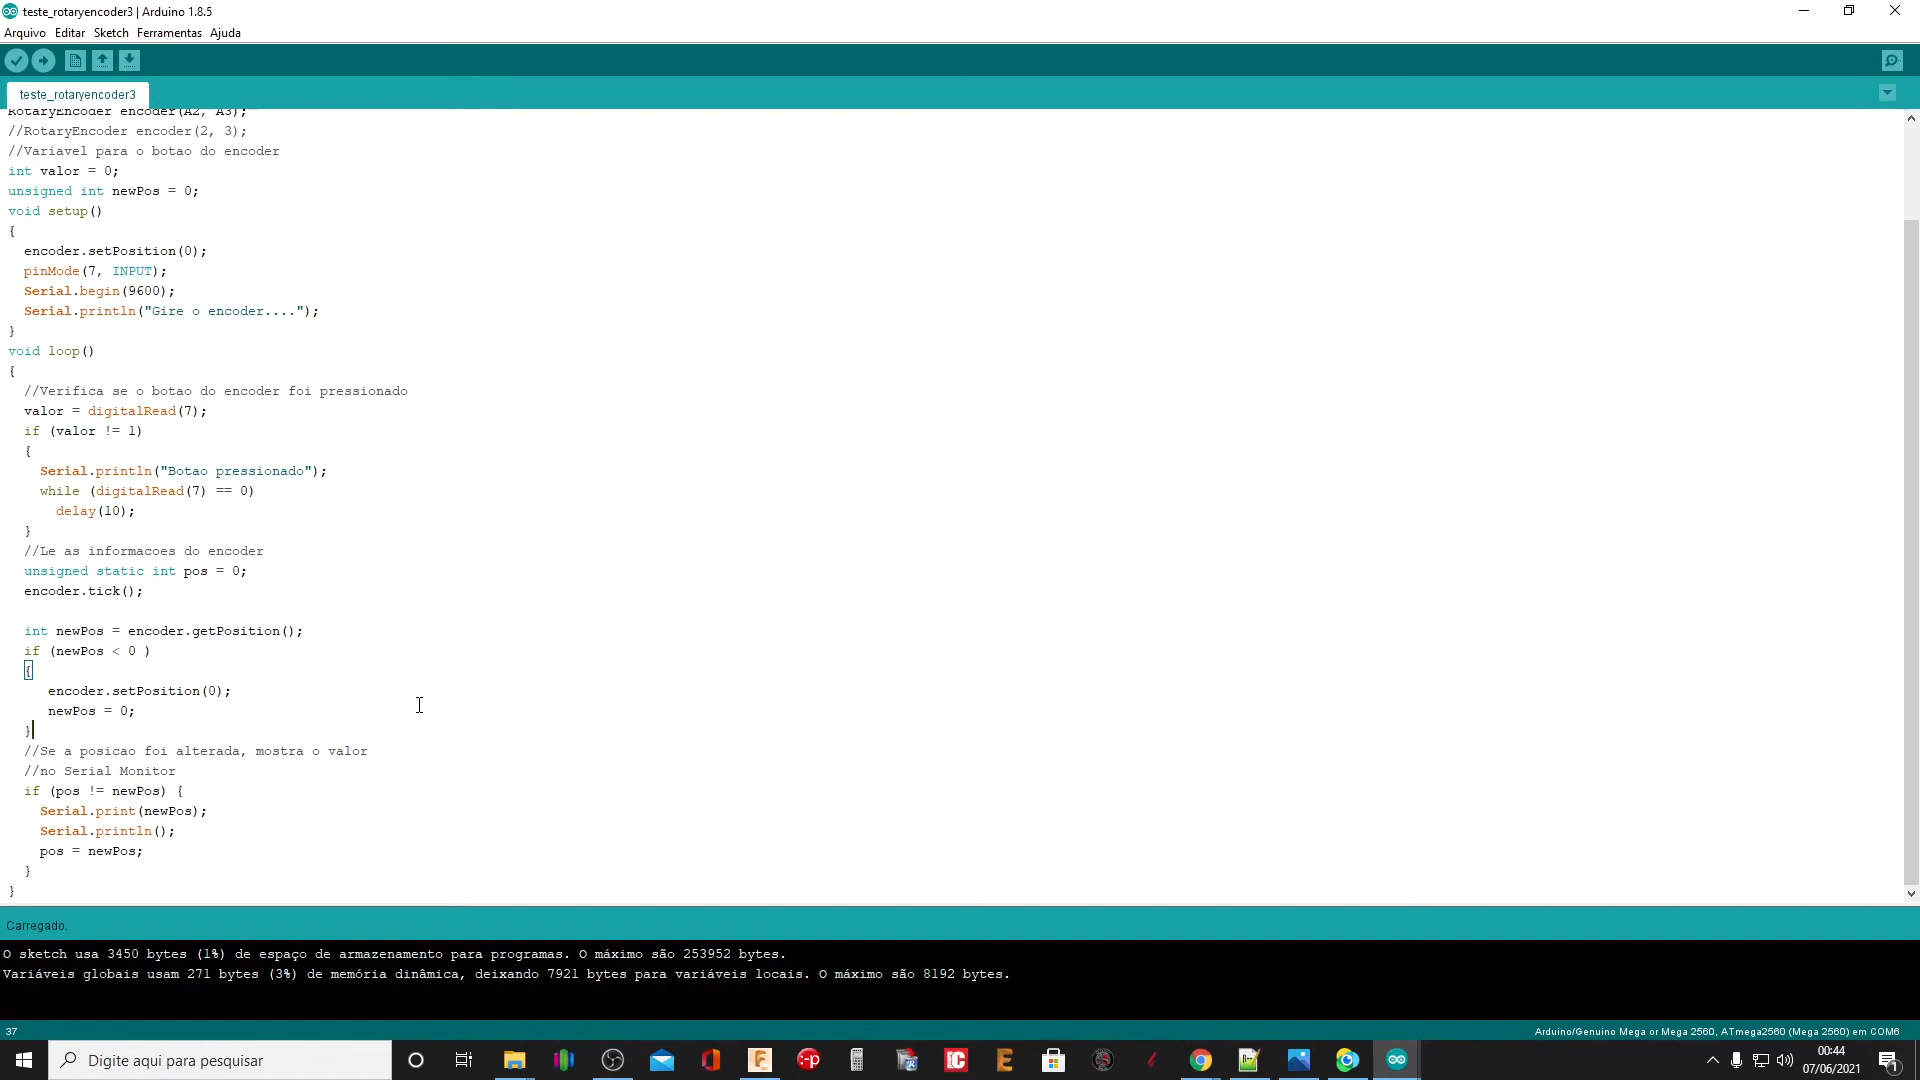 teste_rotaryencoder3 | Arduino 1.8.5
Arquivo Editar Sketch Ferramentas Ajuda
teste_rotaryencoder3
RotaryEncoder encoder(A2, A3);
//RotaryEncoder encoder(2, 3);
//Variavel para o botao do encoder
int valor = 0;
unsigned int newPos = 0;
void setup()
{
encoder.setPosition(0);
pinMode(7, INPUT);
Serial.begin(9600);
Serial.println("Gire o encoder....");
}
void loop()
{
//Verifica se o botao do encoder foi pressionado
valor = digitalRead(7);
if (valor != 1)
{
Serial.println("Botao pressionado");
while (digitalRead(7) == 0)
delay(10);
}
//Le as informacoes do encoder
unsigned static int pos = 0;
encoder.tick();
int newPos = encoder.getPosition();
if (newPos < 0 )
{
encoder.setPosition(0);
newPos = 0;
}
//Se a posicao foi alterada, mostra o valor
//no Serial Monitor
if (pos != newPos) {
Serial.print(newPos);
Serial.println();
pos = newPos;
}
}
Carregado.
O sketch usa 3450 bytes (1%) de espaço de armazenamento para programas. O máximo são 253952 bytes.
Variáveis globais usam 271 bytes (3%) de memória dinâmica, deixando 7921 bytes para variáveis locais. O máximo são 8192 bytes.
37 Arduino/Genuino Mega or Mega 2560, ATmega2560 (Mega 2560) em COM6
Digite aqui para pesquisar
00:44
07/06/2021